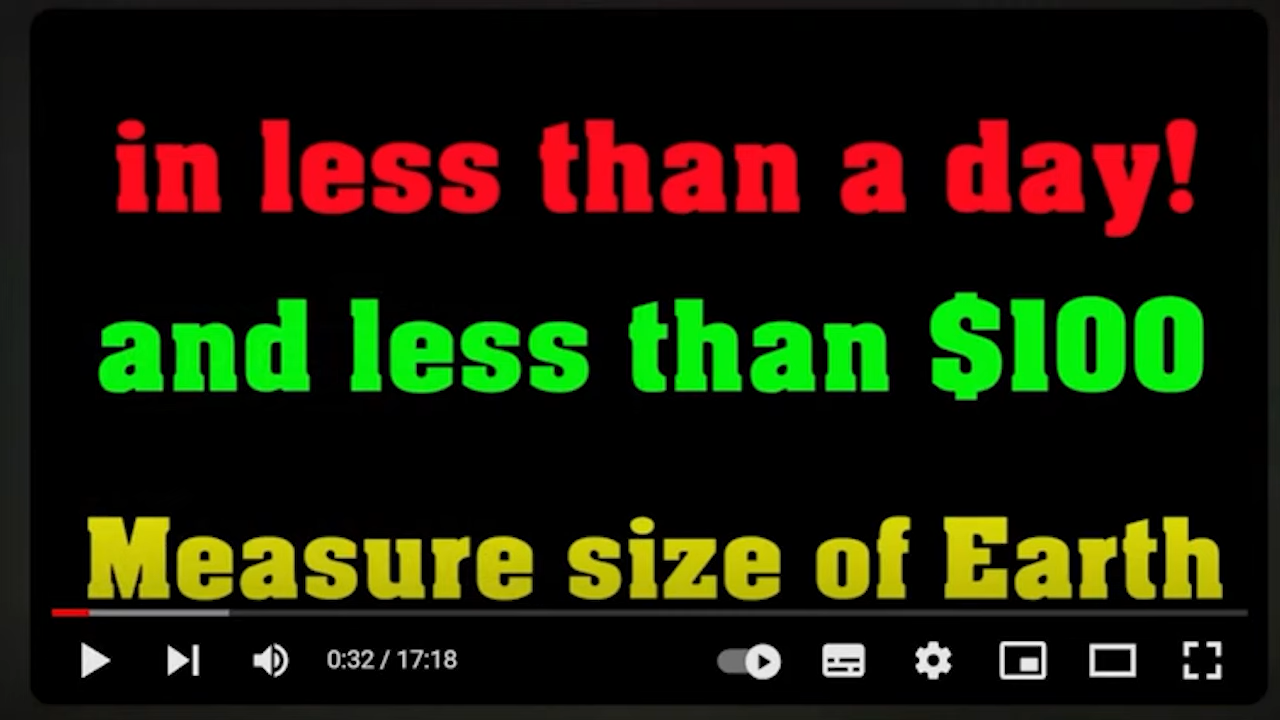 in less than a day!
and less than $100
Measure size of Earth
0:32 / 17:18